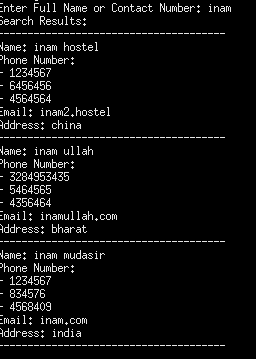 Enter Full Name or Contact Number: inam
Search Results:
--------------------------------
Name: inam hostel
Phone Number:
- 1234567
- 6456456
- 4564564
Email: inam2.hostel
Address: china
--------------------------------
Name: inam ullah
Phone Number:
- 3284953435
- 5464565
- 4356464
Email: inamullah.com
Address: bharat
--------------------------------
Name: inam mudasir
Phone Number:
- 1234567
- 834576
- 4568409
Email: inam.com
Address: india
--------------------------------